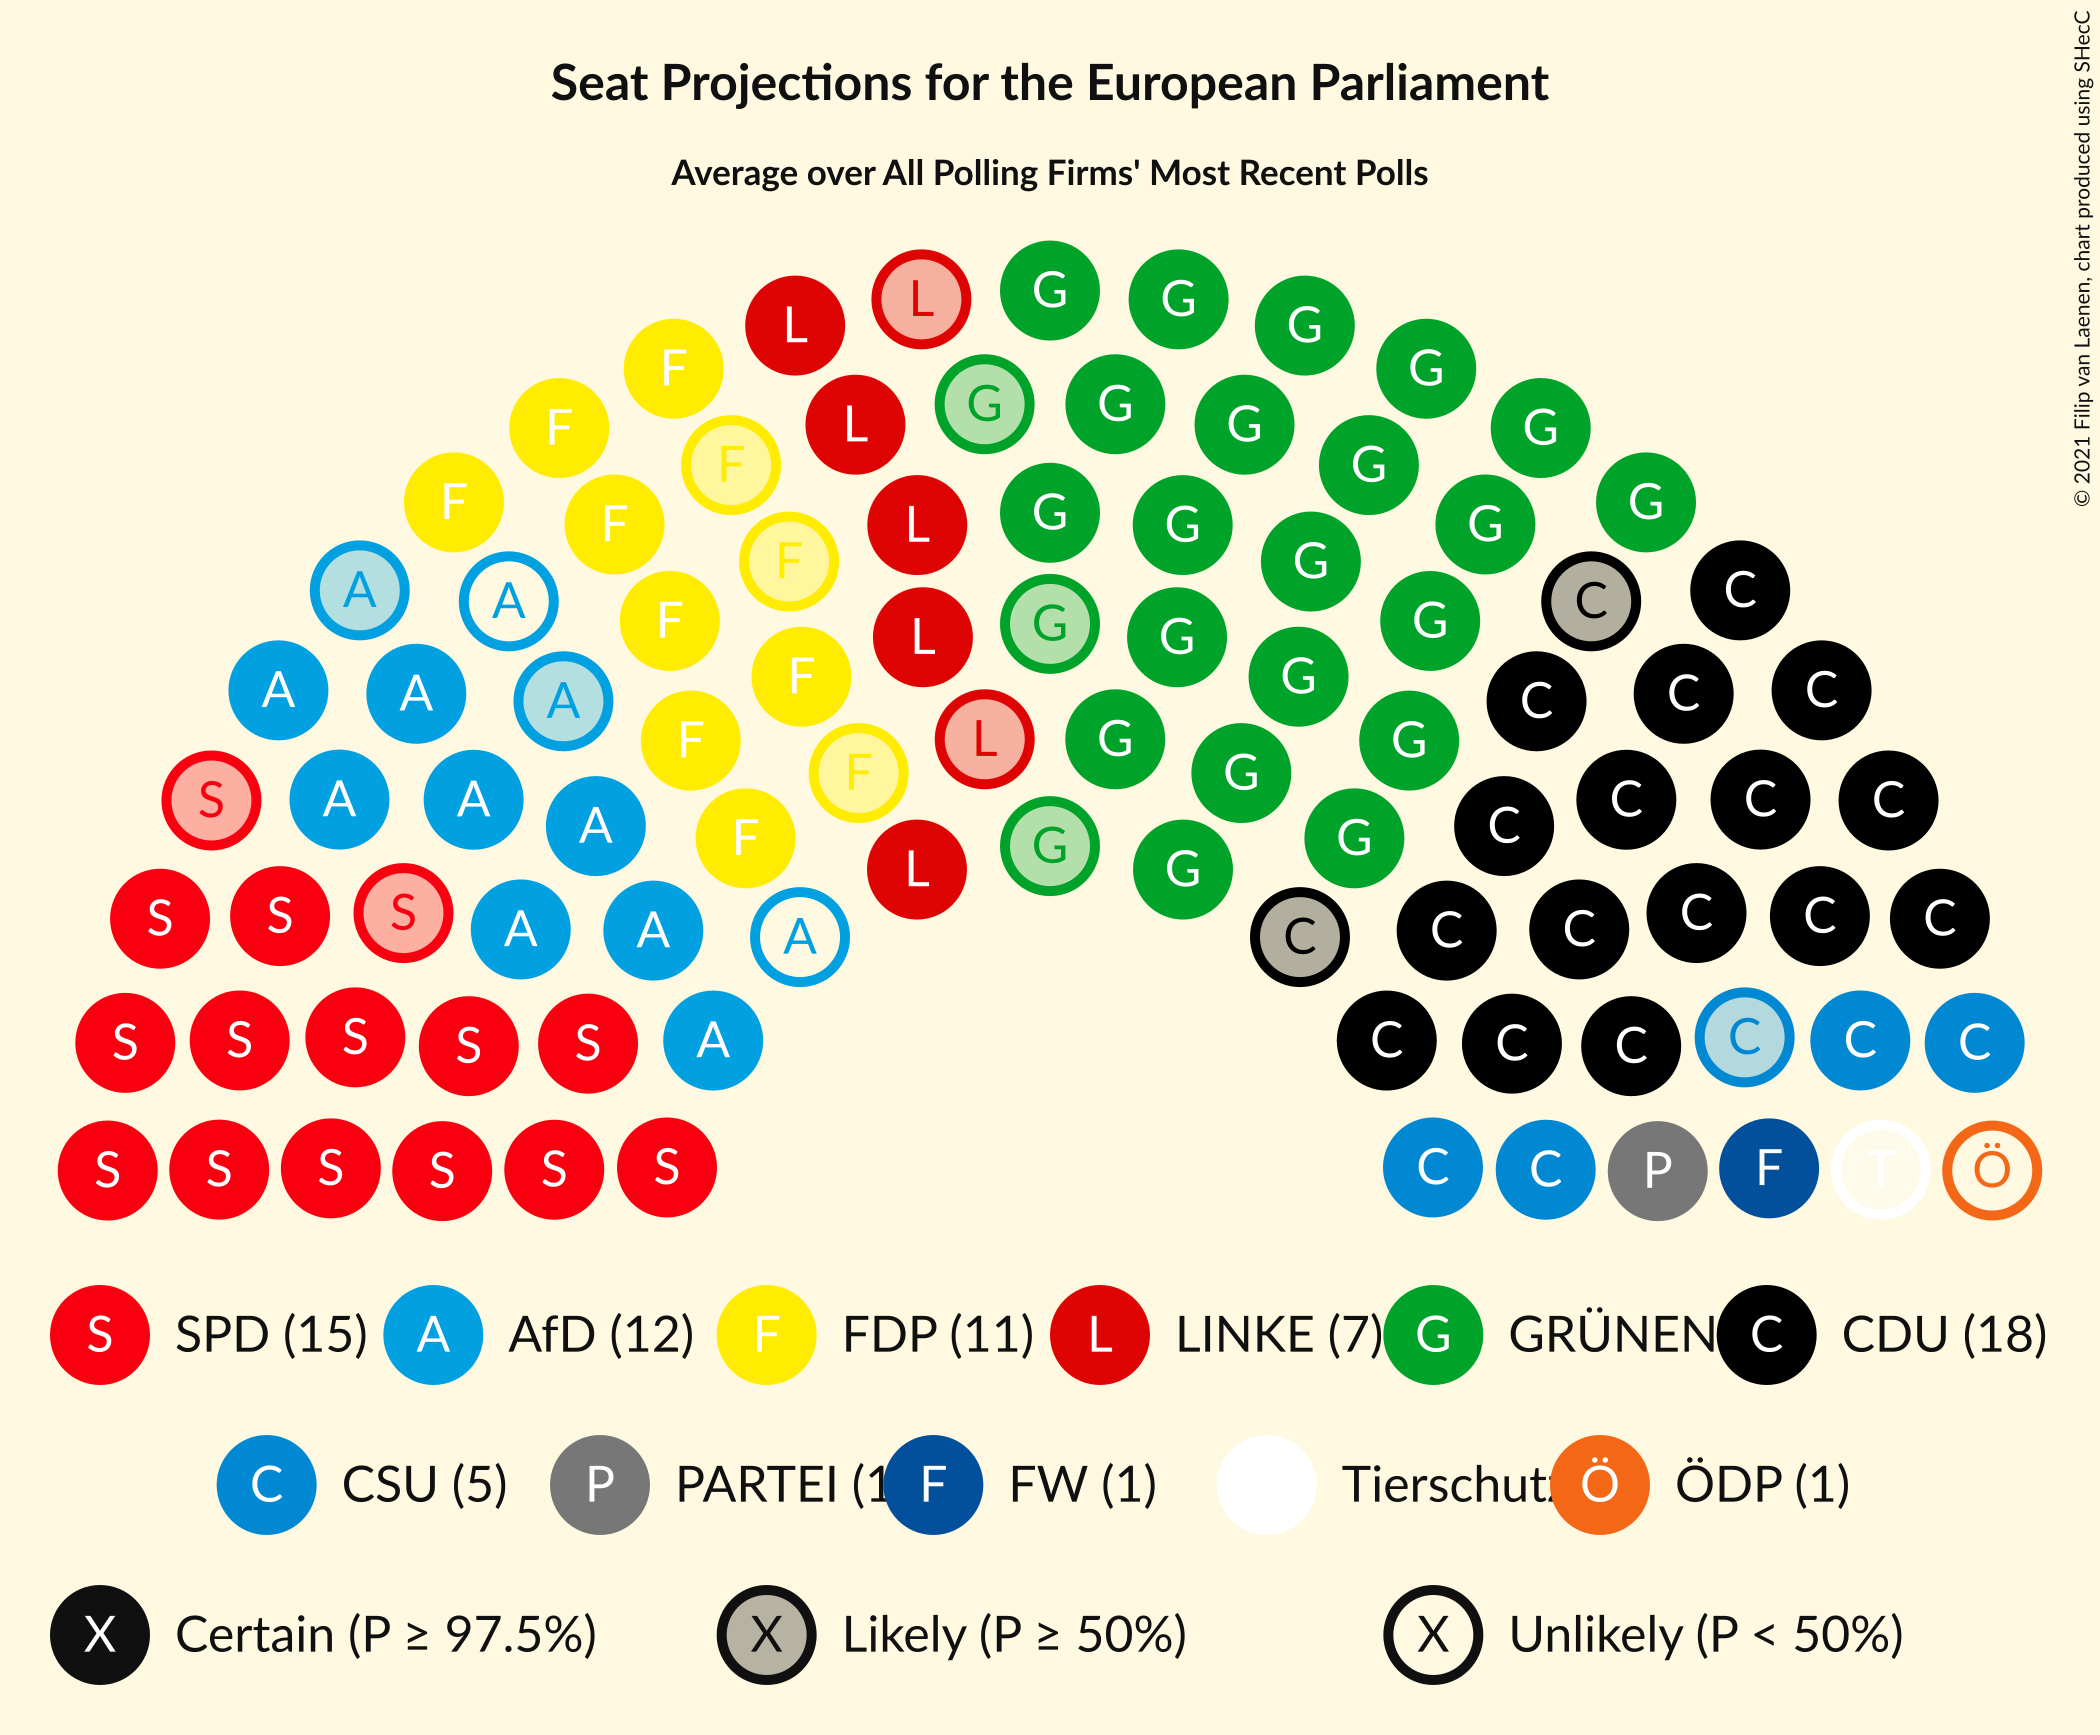 Seat Projections for the European Parliament
Average over All Polling Firms' Most Recent Polls
© 2021 Filip van Laenen, chart produced using SHecC
L L G G G
F L G G G G G
F F L G G G G G
F F F L G G G G G
A A F F L G G G G C C
A A A F F L G G G C C C
S A A A F F L G G G C C C C
S S S A A A C C C C C C
S S S S S A C C C C C C
S S S S S S C C P F T Ö
S SPD (15) A AfD (12) F FDP (11) L LINKE (7) G GRÜNEN C CDU (18)
C CSU (5) P PARTEI (1 F FW (1) Tierschutz Ö ÖDP (1)
X Certain (P ≥ 97.5%) X Likely (P ≥ 50%) X Unlikely (P < 50%)